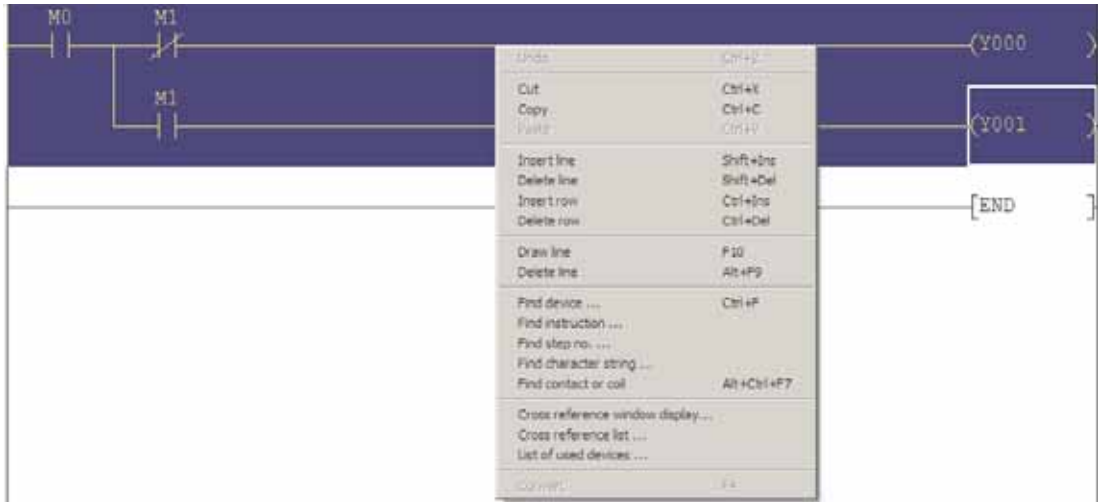 M0 M1
(Y000 )
Undo Ctrl+Z
Cut Ctrl+X
Copy Ctrl+C
Paste Ctrl+V
M1
(Y001 )
Insert line Shift+Ins
Delete line Shift+Del
Insert row Ctrl+Ins
Delete row Ctrl+Del
[END ]
Draw line F10
Delete line Alt+F9
Find device ... Ctrl+F
Find instruction ...
Find step no. ...
Find character string ...
Find contact or coil Alt+Ctrl+F7
Cross reference window display...
Cross reference list ...
List of used devices ...
Convert F4